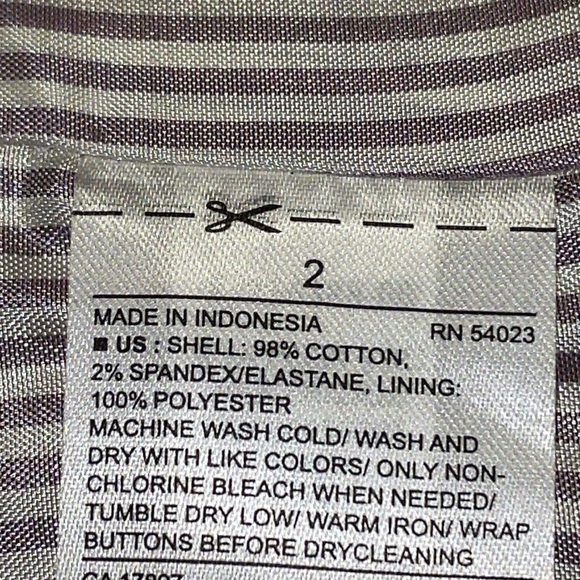 2
MADE IN INDONESIA RN 54023
US : SHELL: 98% COTTON,
2% SPANDEX/ELASTANE, LINING:
100% POLYESTER
MACHINE WASH COLD/ WASH AND
DRY WITH LIKE COLORS/ ONLY NON-
CHLORINE BLEACH WHEN NEEDED/
TUMBLE DRY LOW/ WARM IRON/ WRAP
BUTTONS BEFORE DRYCLEANING